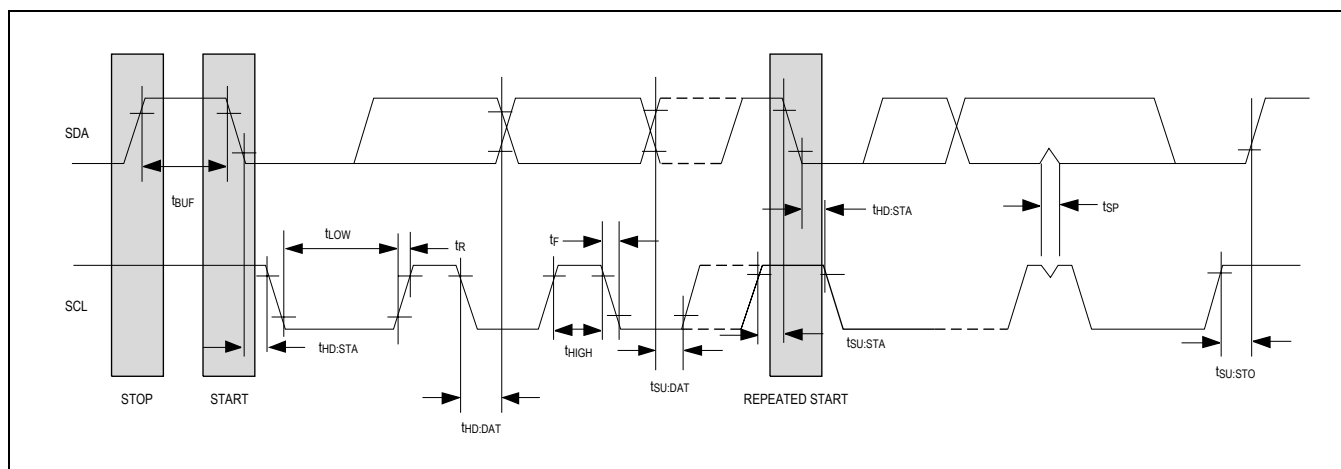 SDA
tBUF
tHD:STA
tSP
tLOW
tR
tF
SCL
tHD:STA
tHIGH
tSU:STA
tSU:DAT
tSU:STO
STOP
START
REPEATED START
tHD:DAT